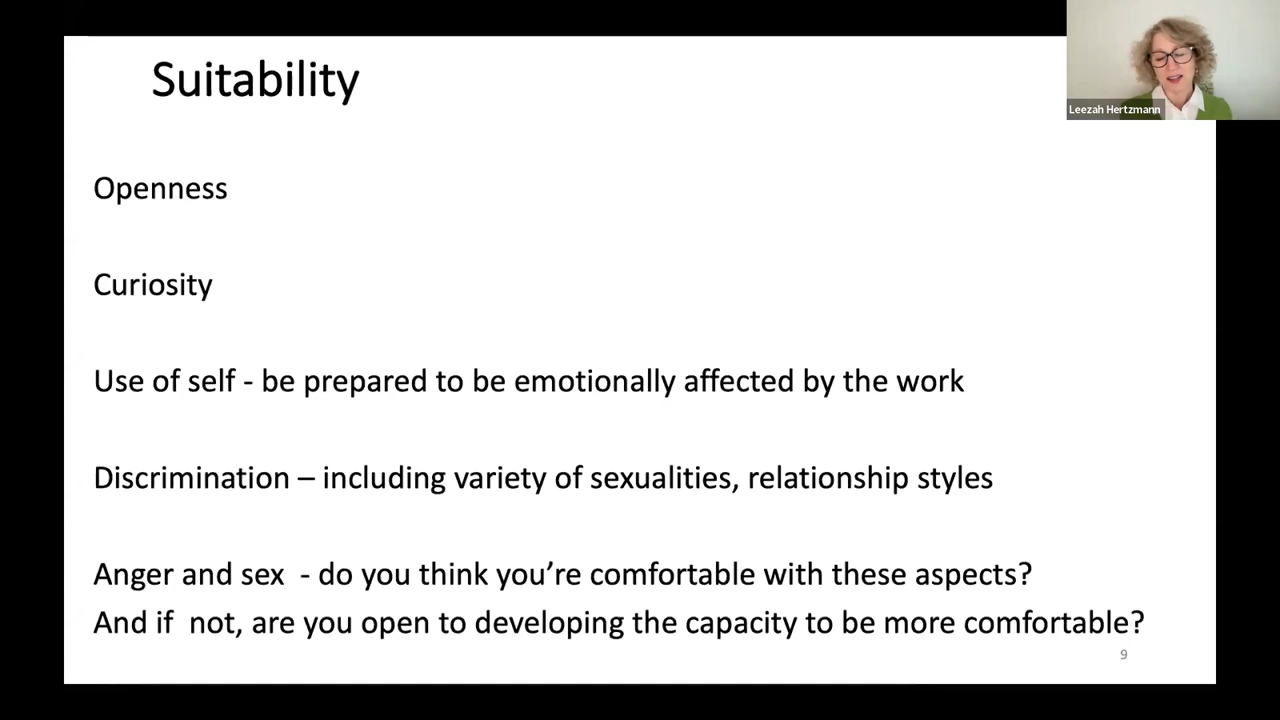 Suitability
Leezah Hertzmann
Openness
Curiosity
Use of self - be prepared to be emotionally affected by the work
Discrimination – including variety of sexualities, relationship styles
Anger and sex  - do you think you're comfortable with these aspects?
And if  not, are you open to developing the capacity to be more comfortable?
9